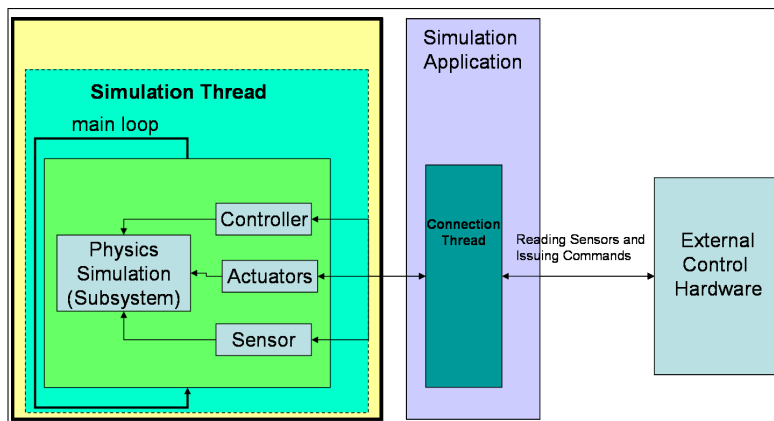 Simulation Thread
main loop
Controller
Physics
Simulation
(Subsystem)
Actuators
Sensor
Simulation
Application
Connection
Thread
Reading Sensors and
Issuing Commands
External
Control
Hardware